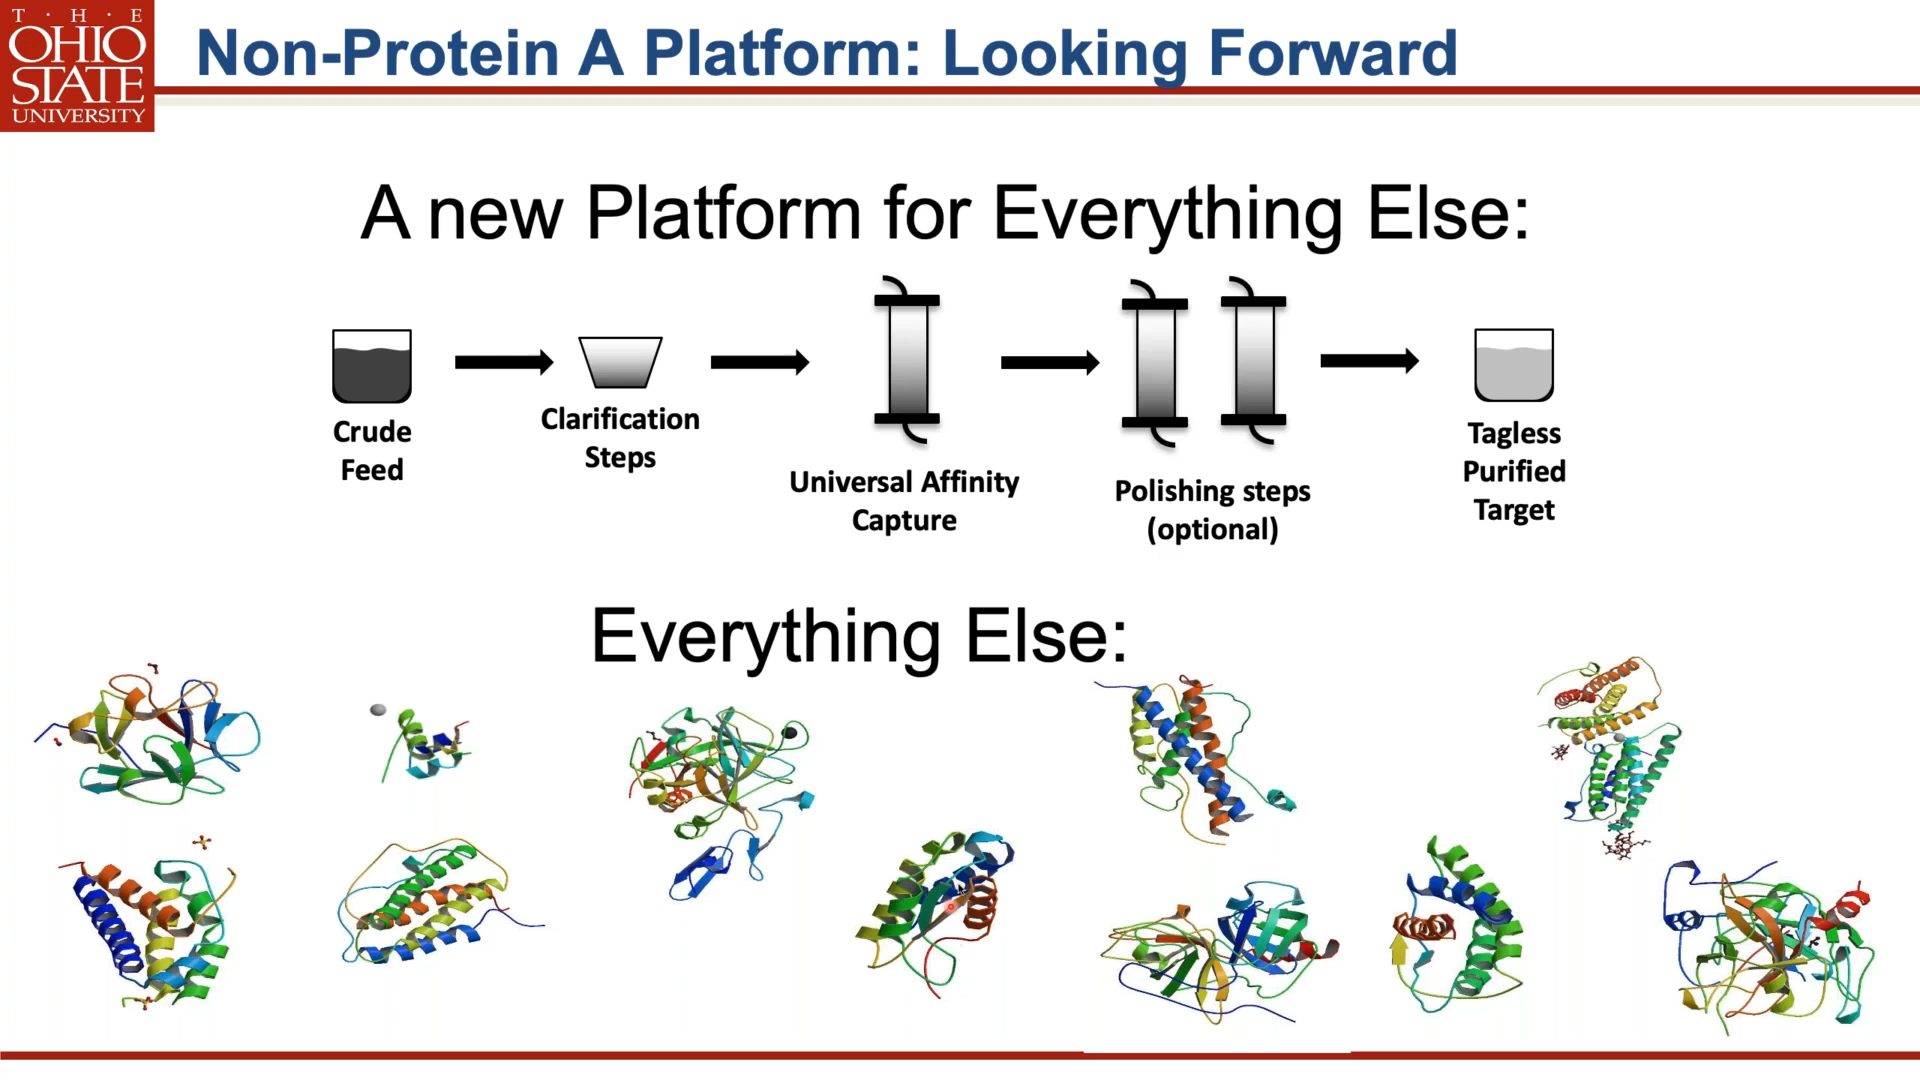 T · H · E
OHIO
STATE
UNIVERSITY
Non-Protein A Platform: Looking Forward
A new Platform for Everything Else:
Crude
Feed
Clarification
Steps
Universal Affinity
Capture
Polishing steps
(optional)
Tagless
Purified
Target
Everything Else: